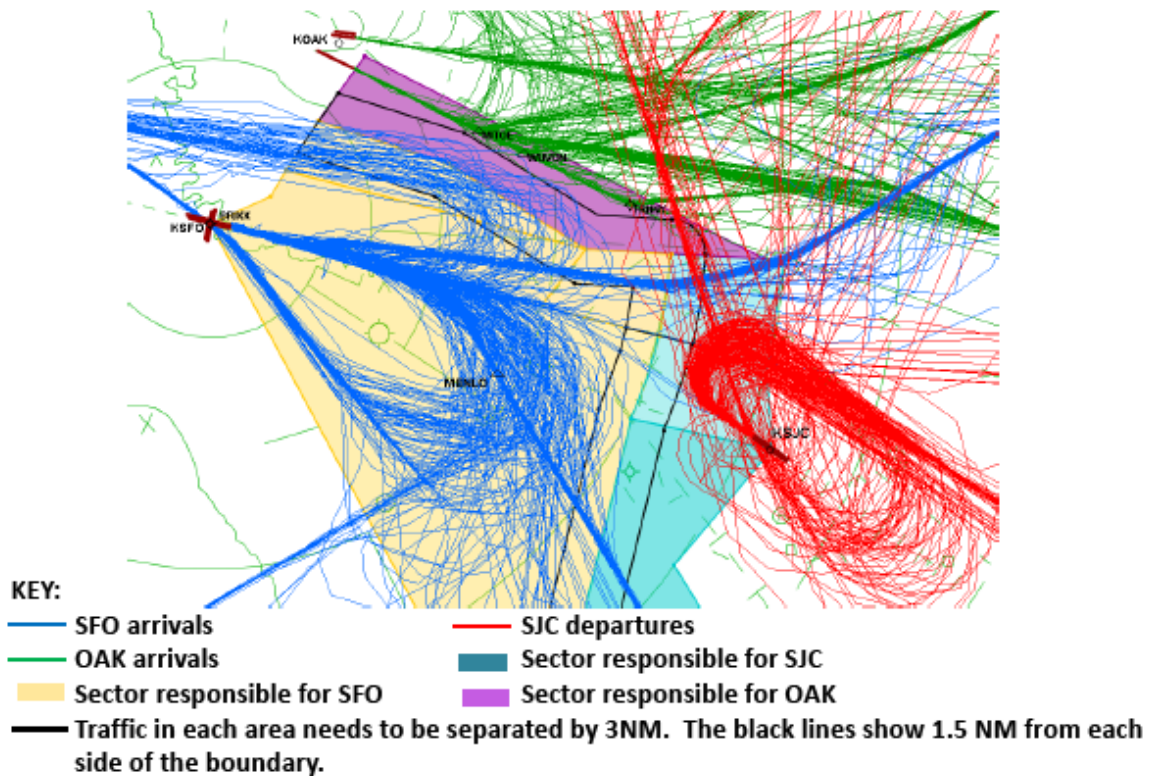 KOAK
WUVON
BRIXX
KSFO
MENLO
KSJC
KEY:
SFO arrivals
SJC departures
OAK arrivals
Sector responsible for SJC
Sector responsible for SFO
Sector responsible for OAK
Traffic in each area needs to be separated by 3NM. The black lines show 1.5 NM from each
side of the boundary.